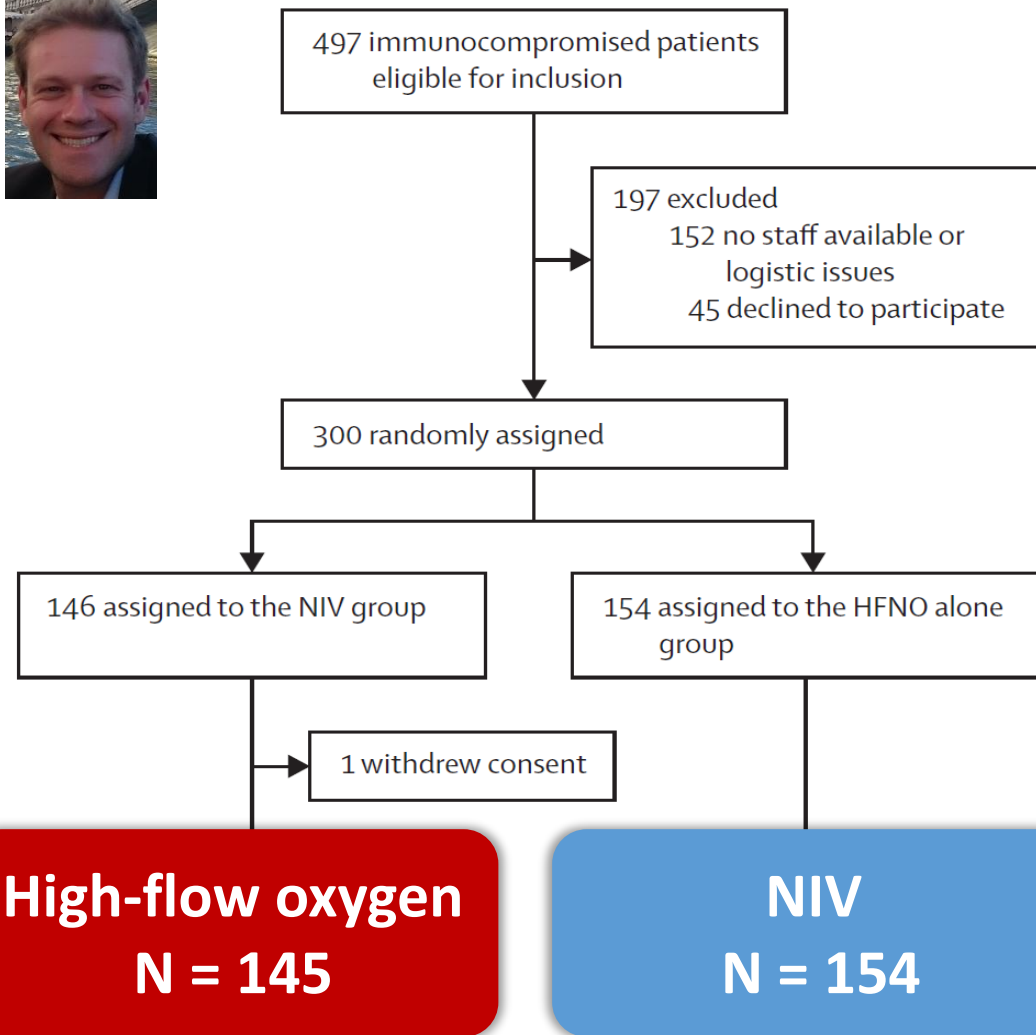 497 immunocompromised patients
eligible for inclusion
197 excluded
152 no staff available or
logistic issues
45 declined to participate
300 randomly assigned
146 assigned to the NIV group
154 assigned to the HFNO alone
group
1 withdrew consent
High-flow oxygen
N = 145
NIV
N = 154